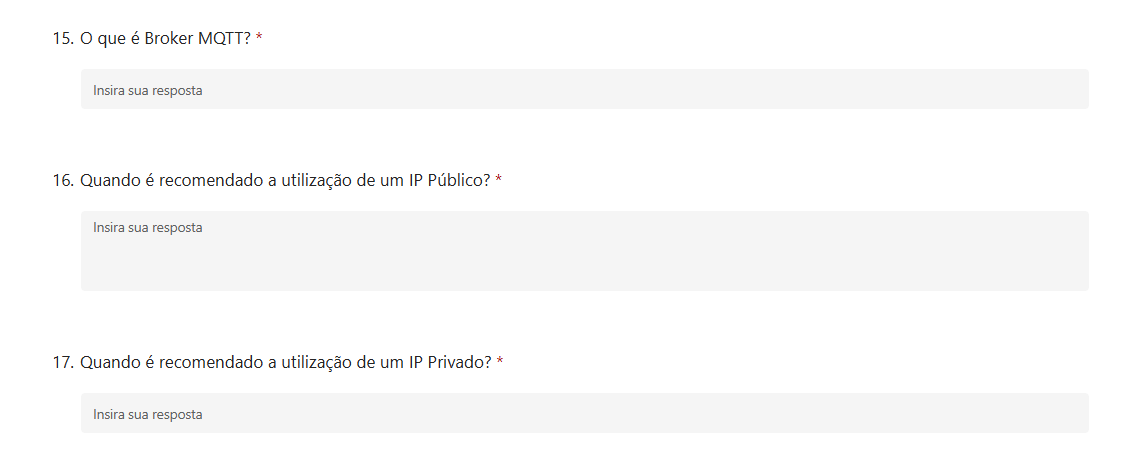 15. O que é Broker MQTT? *
Insira sua resposta
16. Quando é recomendado a utilização de um IP Público? *
Insira sua resposta
17. Quando é recomendado a utilização de um IP Privado? *
Insira sua resposta